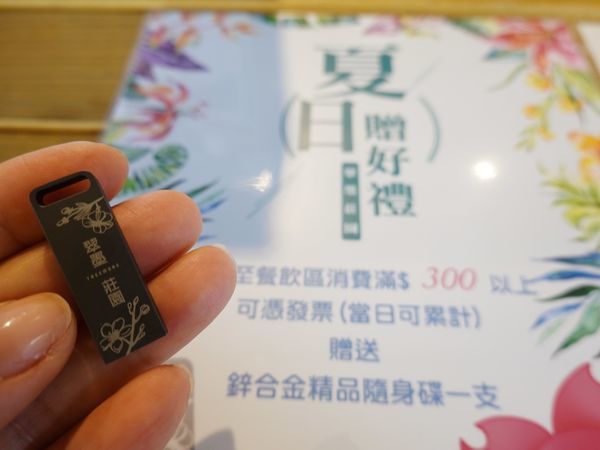 夏日贈好禮
至餐飲區消費滿$ 300 以上
可憑發票(當日可累計)
贈送
鋅合金精品隨身碟一支
翠墨
莊園